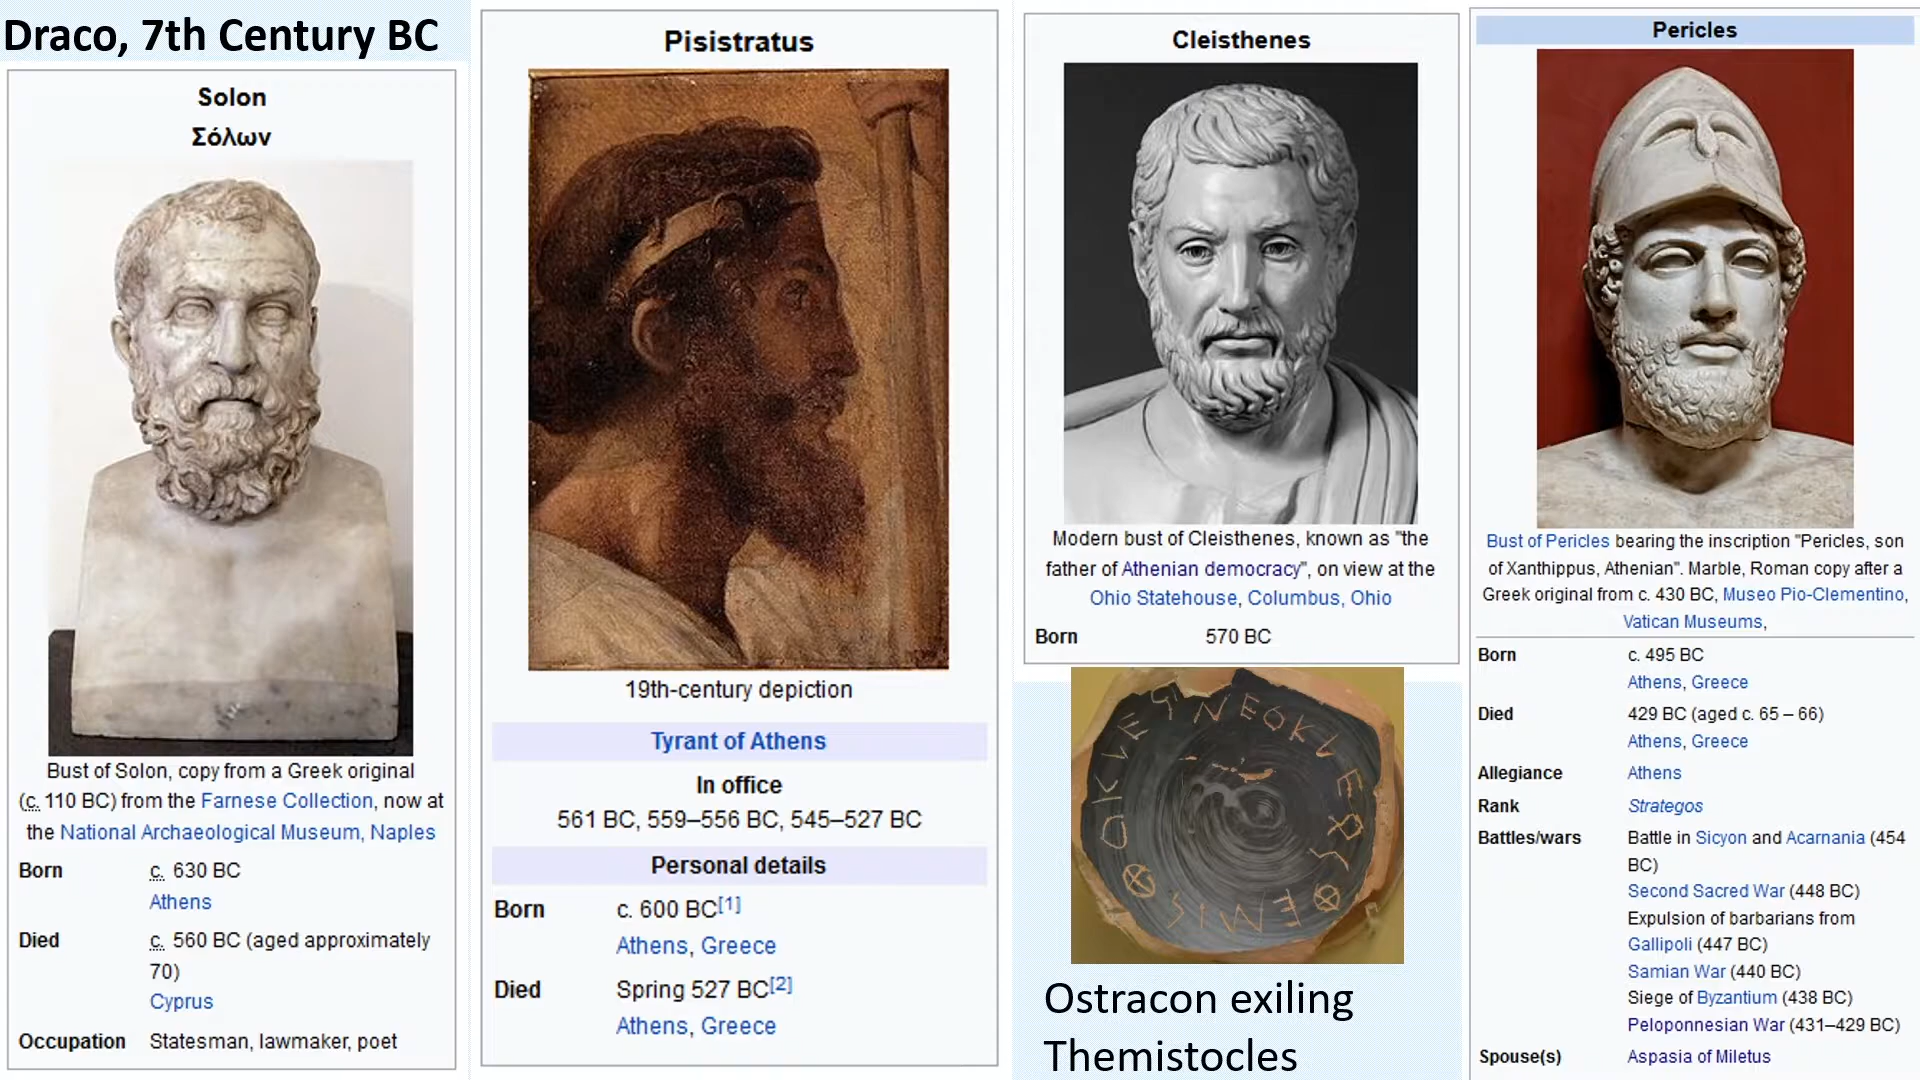 Draco, 7th Century BC
Solon
Σόλων
Bust of Solon, copy from a Greek original
(c. 110 BC) from the Farnese Collection, now at
the National Archaeological Museum, Naples
Born c. 630 BC
Athens
Died c. 560 BC (aged approximately
70)
Cyprus
Occupation Statesman, lawmaker, poet
Pisistratus
19th-century depiction
Tyrant of Athens
In office
561 BC, 559–556 BC, 545–527 BC
Personal details
Born c. 600 BC[1]
Athens, Greece
Died Spring 527 BC[2]
Athens, Greece
Cleisthenes
Modern bust of Cleisthenes, known as "the
father of Athenian democracy", on view at the
Ohio Statehouse, Columbus, Ohio
Born 570 BC
Ostracon exiling
Themistocles
Pericles
Bust of Pericles bearing the inscription "Pericles, son
of Xanthippus, Athenian". Marble, Roman copy after a
Greek original from c. 430 BC, Museo Pio-Clementino,
Vatican Museums,
Born c. 495 BC
Athens, Greece
Died 429 BC (aged c. 65 – 66)
Athens, Greece
Allegiance Athens
Rank Strategos
Battles/wars Battle in Sicyon and Acarnania (454
BC)
Second Sacred War (448 BC)
Expulsion of barbarians from
Gallipoli (447 BC)
Samian War (440 BC)
Siege of Byzantium (438 BC)
Peloponnesian War (431–429 BC)
Spouse(s) Aspasia of Miletus